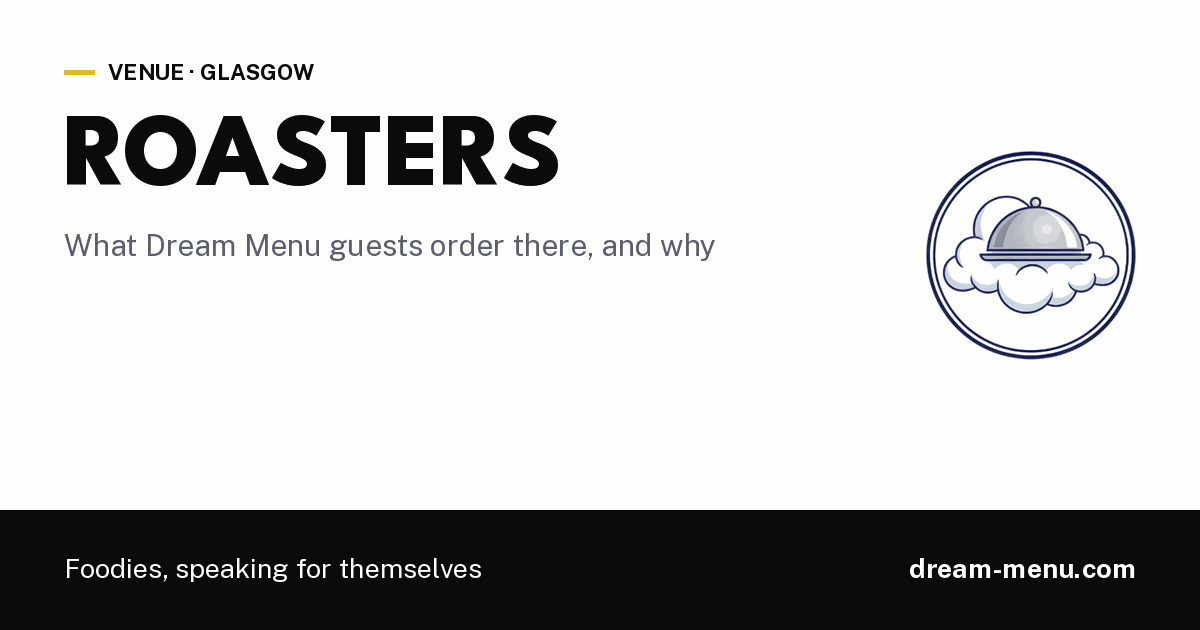 VENUE · GLASGOW
ROASTERS
What Dream Menu guests order there, and why
Foodies, speaking for themselves
dream-menu.com